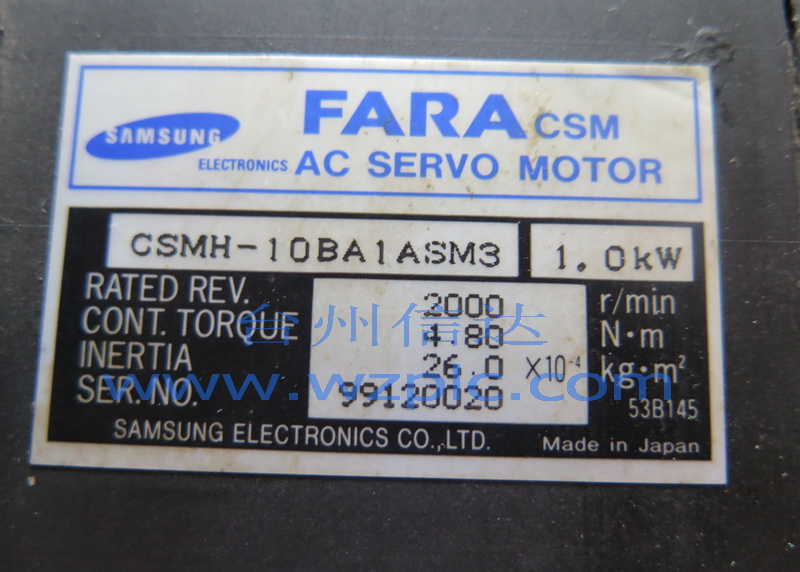 SAMSUNG
ELECTRONICS
FARA CSM
AC SERVO MOTOR
CSMH-10BA1ASM3 1.0kW
RATED REV. 2000 r/min
CONT. TORQUE 4.80 N·m
INERTIA 26.0 ×10⁻⁴ kg·m²
SER.NO. 99120020
53B145
SAMSUNG ELECTRONICS CO.,LTD. Made in Japan
台州信达
www.wzplc.com